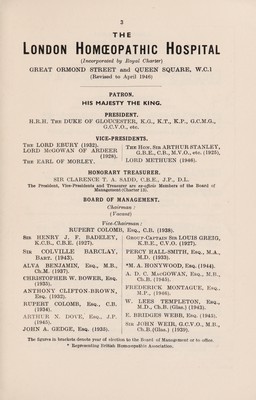 3
THE
LONDON HOMŒOPATHIC HOSPITAL
(Incorporated by Royal Charter)
GREAT ORMOND STREET and QUEEN SQUARE, W.C.1
(Revised to April 1946)
PATRON.
HIS MAJESTY THE KING.
PRESIDENT.
H.R.H. THE DUKE OF GLOUCESTER, K.G., K.T., K.P., G.C.M.G.,
G.C.V.O., etc.
VICE-PRESIDENTS.
THE LORD EBURY (1932).
LORD MCGOWAN OF ARDEER
(1928).
THE EARL OF MORLEY.
THE HON. SIR ARTHUR STANLEY,
G.B.E., C.B., M.V.O., etc. (1925),
LORD METHUEN (1946).
HONORARY TREASURER.
SIR CLARENCE T. A. SADD, C.B.E., J.P., D.L.
The President, Vice-Presidents and Treasurer are ex-officio Members of the Board of
Management (Charter 13).
BOARD OF MANAGEMENT.
Chairman:
(Vacant)
Vice-Chairman:
RUPERT COLOMB, Esq., C.B. (1938).
SIR HENRY J. F. BADELEY,
K.C.B., C.B.E. (1927).
SIR COLVILLE BARCLAY,
BART. (1943).
ALVA BENJAMIN, Esq., M.B.,
Ch.M. (1937).
CHRISTOPHER W. BOWER, Esq.
(1935).
ANTHONY CLIFTON-BROWN,
Esq. (1932).
RUPERT COLOMB, Esq., C.B.
(1934).
ARTHUR N. DOVE, Esq., J.P.
(1945).
JOHN A. GEDGE, Esq. (1935).
GROUP-CAPTAIN SIR LOUIS GREIG,
K.B.E., C.V.O. (1927).
PERCY HALL-SMITH, Esq., M.A.,
M.D. (1933).
*M. A. HONYWOOD, Esq. (1944).
A. D. C. MACGOWAN, Esq., M.B.,
Ch.B. (1945).
FREDERICK MONTAGUE, Esq.,
M.P., (1946).
W. LEES TEMPLETON, Esq.,
M.D., Ch.B. (Glas.) (1942).
E. BRIDGES WEBB, Esq. (1943).
SIR JOHN WEIR, G.C.V.O., M.B.,
Ch.B. (Glas.) (1939).
The figures in brackets denote year of election to the Board of Management or to office.
* Representing British Homœopathic Association.